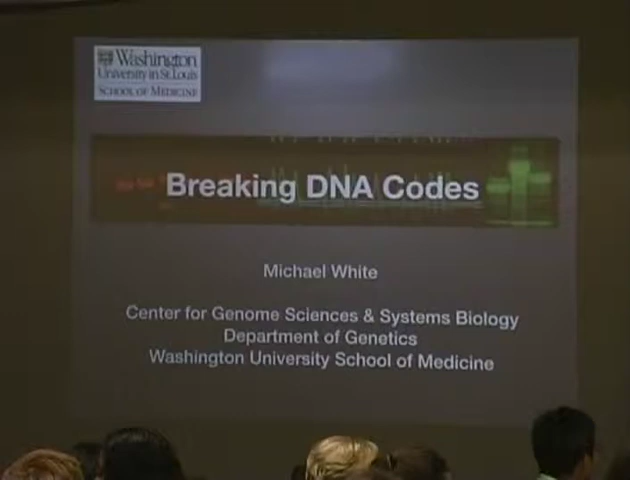 Washington
University in St. Louis
SCHOOL OF MEDICINE
Breaking DNA Codes
Michael White
Center for Genome Sciences & Systems Biology
Department of Genetics
Washington University School of Medicine